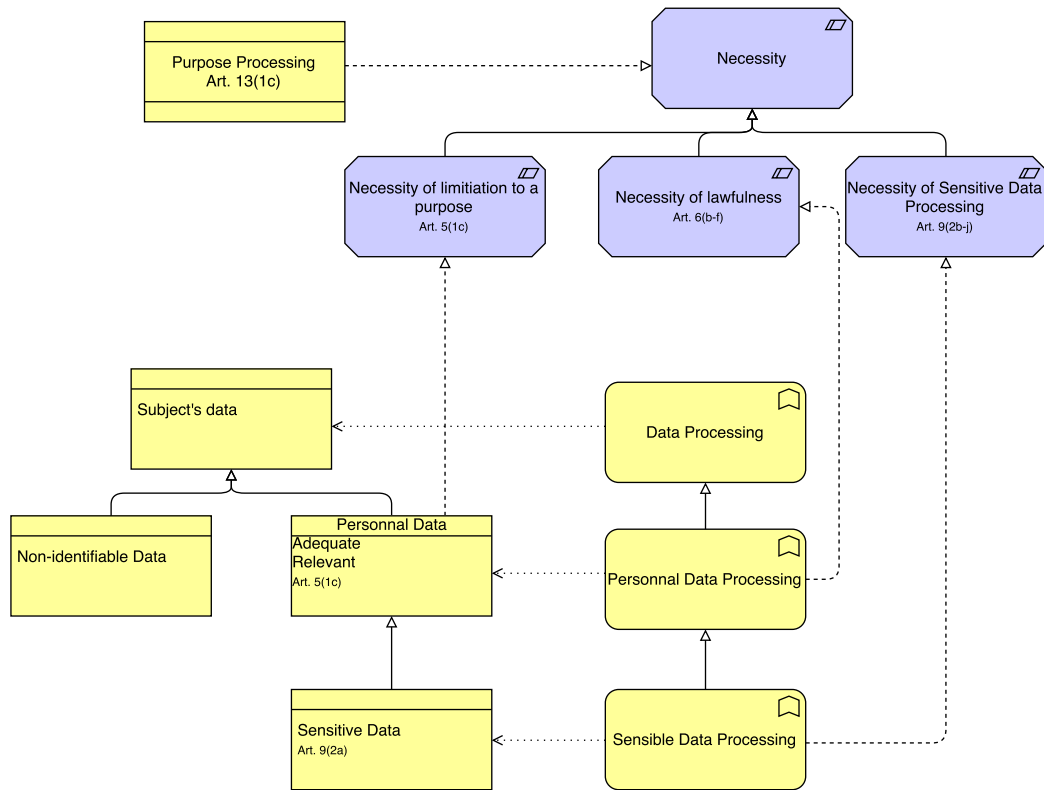 Purpose Processing
Art. 13(1c)
Necessity
Necessity of limitiation to a
purpose
Art. 5(1c)
Necessity of lawfulness
Art. 6(b-f)
Necessity of Sensitive Data
Processing
Art. 9(2b-j)
Subject's data
Data Processing
Non-identifiable Data
Personnal Data
Adequate
Relevant
Art. 5(1c)
Personnal Data Processing
Sensitive Data
Art. 9(2a)
Sensible Data Processing